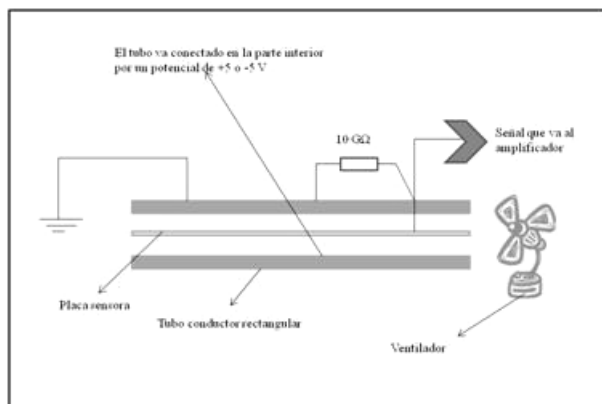 El tubo va conectado en la parte interior
por un potencial de +5 o -5 V
10 GΩ
Señal que va al
amplificador
Placa sensora
Tubo conductor rectangular
Ventilador